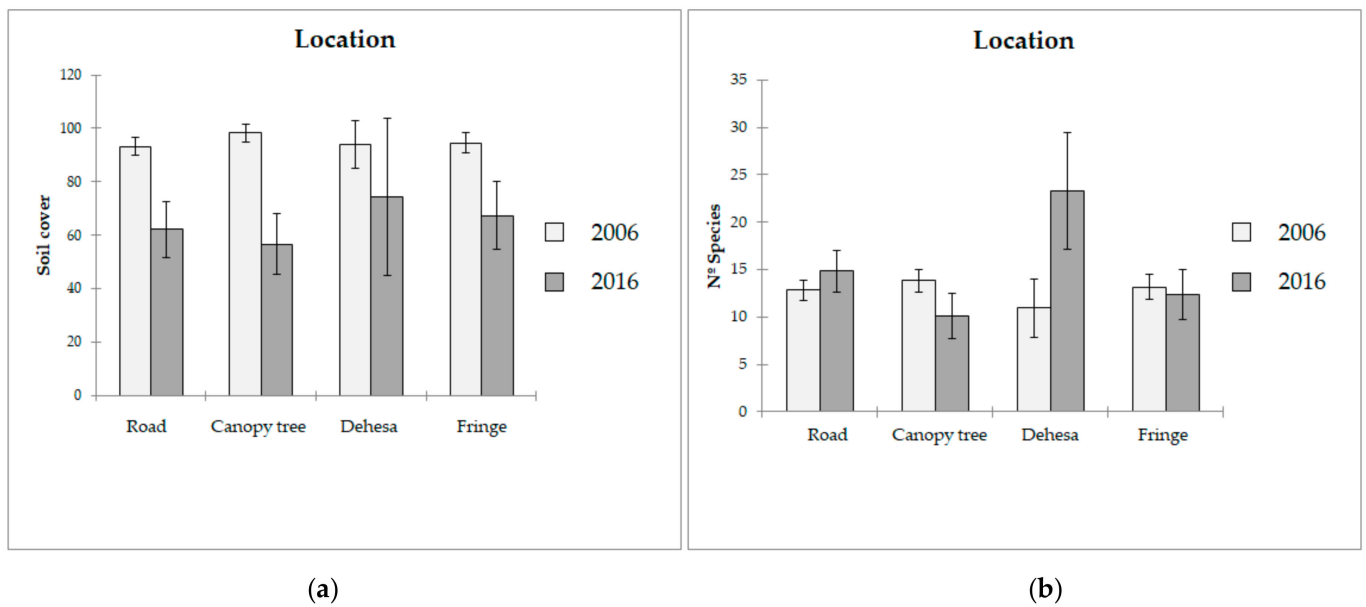 Location
Soil cover
120
100
80
60
40
20
0
Road Canopy tree Dehesa Fringe
2006
2016
(a)
Location
Nº Species
35
30
25
20
15
10
5
0
Road Canopy tree Dehesa Fringe
2006
2016
(b)